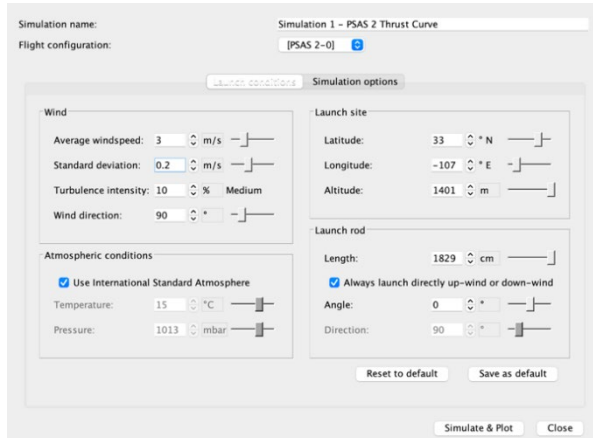 Simulation name: Simulation 1 – PSAS 2 Thrust Curve
Flight configuration: [PSAS 2-0]
Launch conditions Simulation options
Wind
Average windspeed: 3 m/s
Standard deviation: 0.2 m/s
Turbulence intensity: 10 % Medium
Wind direction: 90 °
Atmospheric conditions
Use International Standard Atmosphere
Temperature: 15 °C
Pressure: 1013 mbar
Launch site
Latitude: 33 ° N
Longitude: -107 ° E
Altitude: 1401 m
Launch rod
Length: 1829 cm
Always launch directly up-wind or down-wind
Angle: 0 °
Direction: 90 °
Reset to default Save as default
Simulate & Plot Close